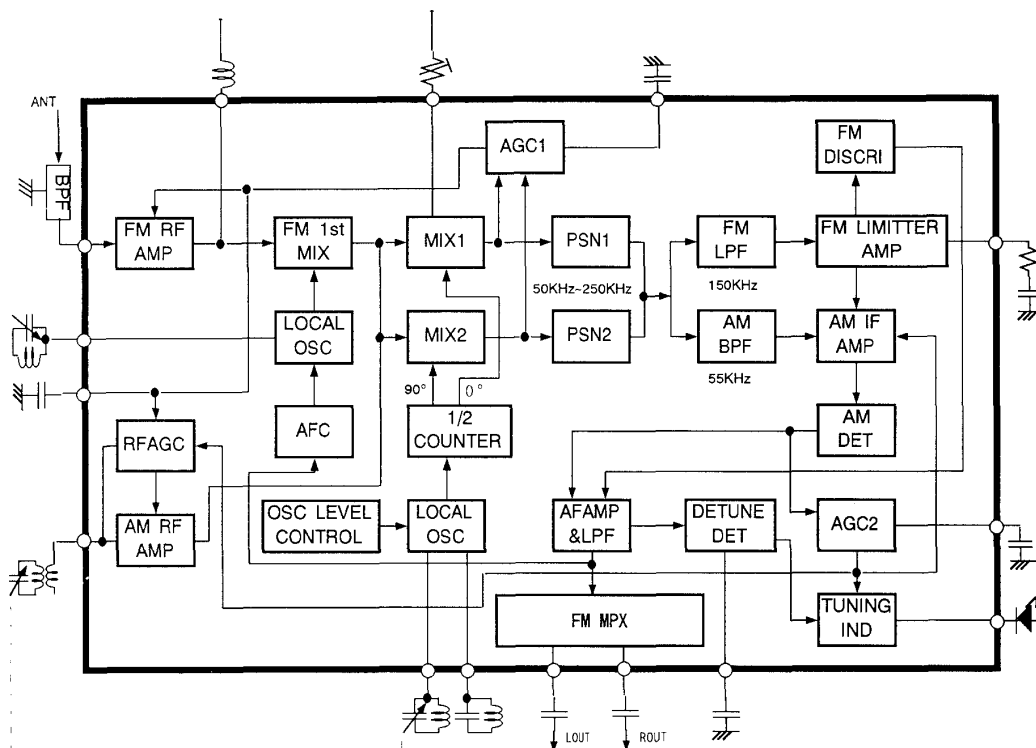 ANT
BPF
AGC1
FM
DISCRI
FM RF
AMP
FM 1st
MIX
MIX1
PSN1
FM
LPF
FM LIMITTER
AMP
50KHz~250KHz
150KHz
LOCAL
OSC
MIX2
PSN2
AM
BPF
AM IF
AMP
55KHz
90°
0°
RFAGC
AFC
1/2
COUNTER
AM
DET
AM RF
AMP
OSC LEVEL
CONTROL
LOCAL
OSC
AFAMP
&LPF
DETUNE
DET
AGC2
FM MPX
TUNING
IND
LOUT
ROUT